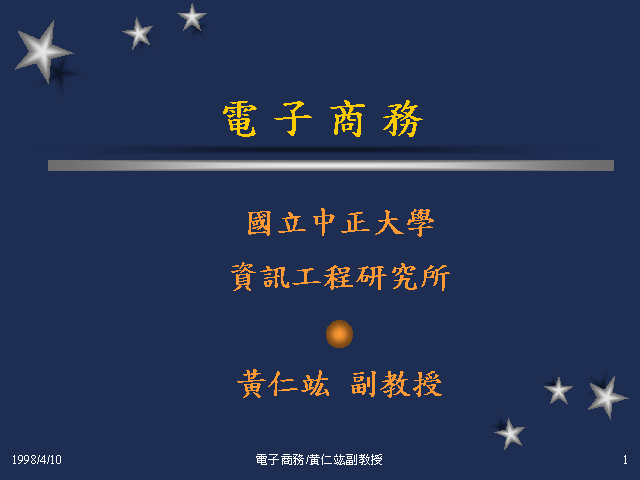 電子商務
國立中正大學
資訊工程研究所
黃仁竑 副教授
1998/4/10
電子商務/黃仁竑副教授
1